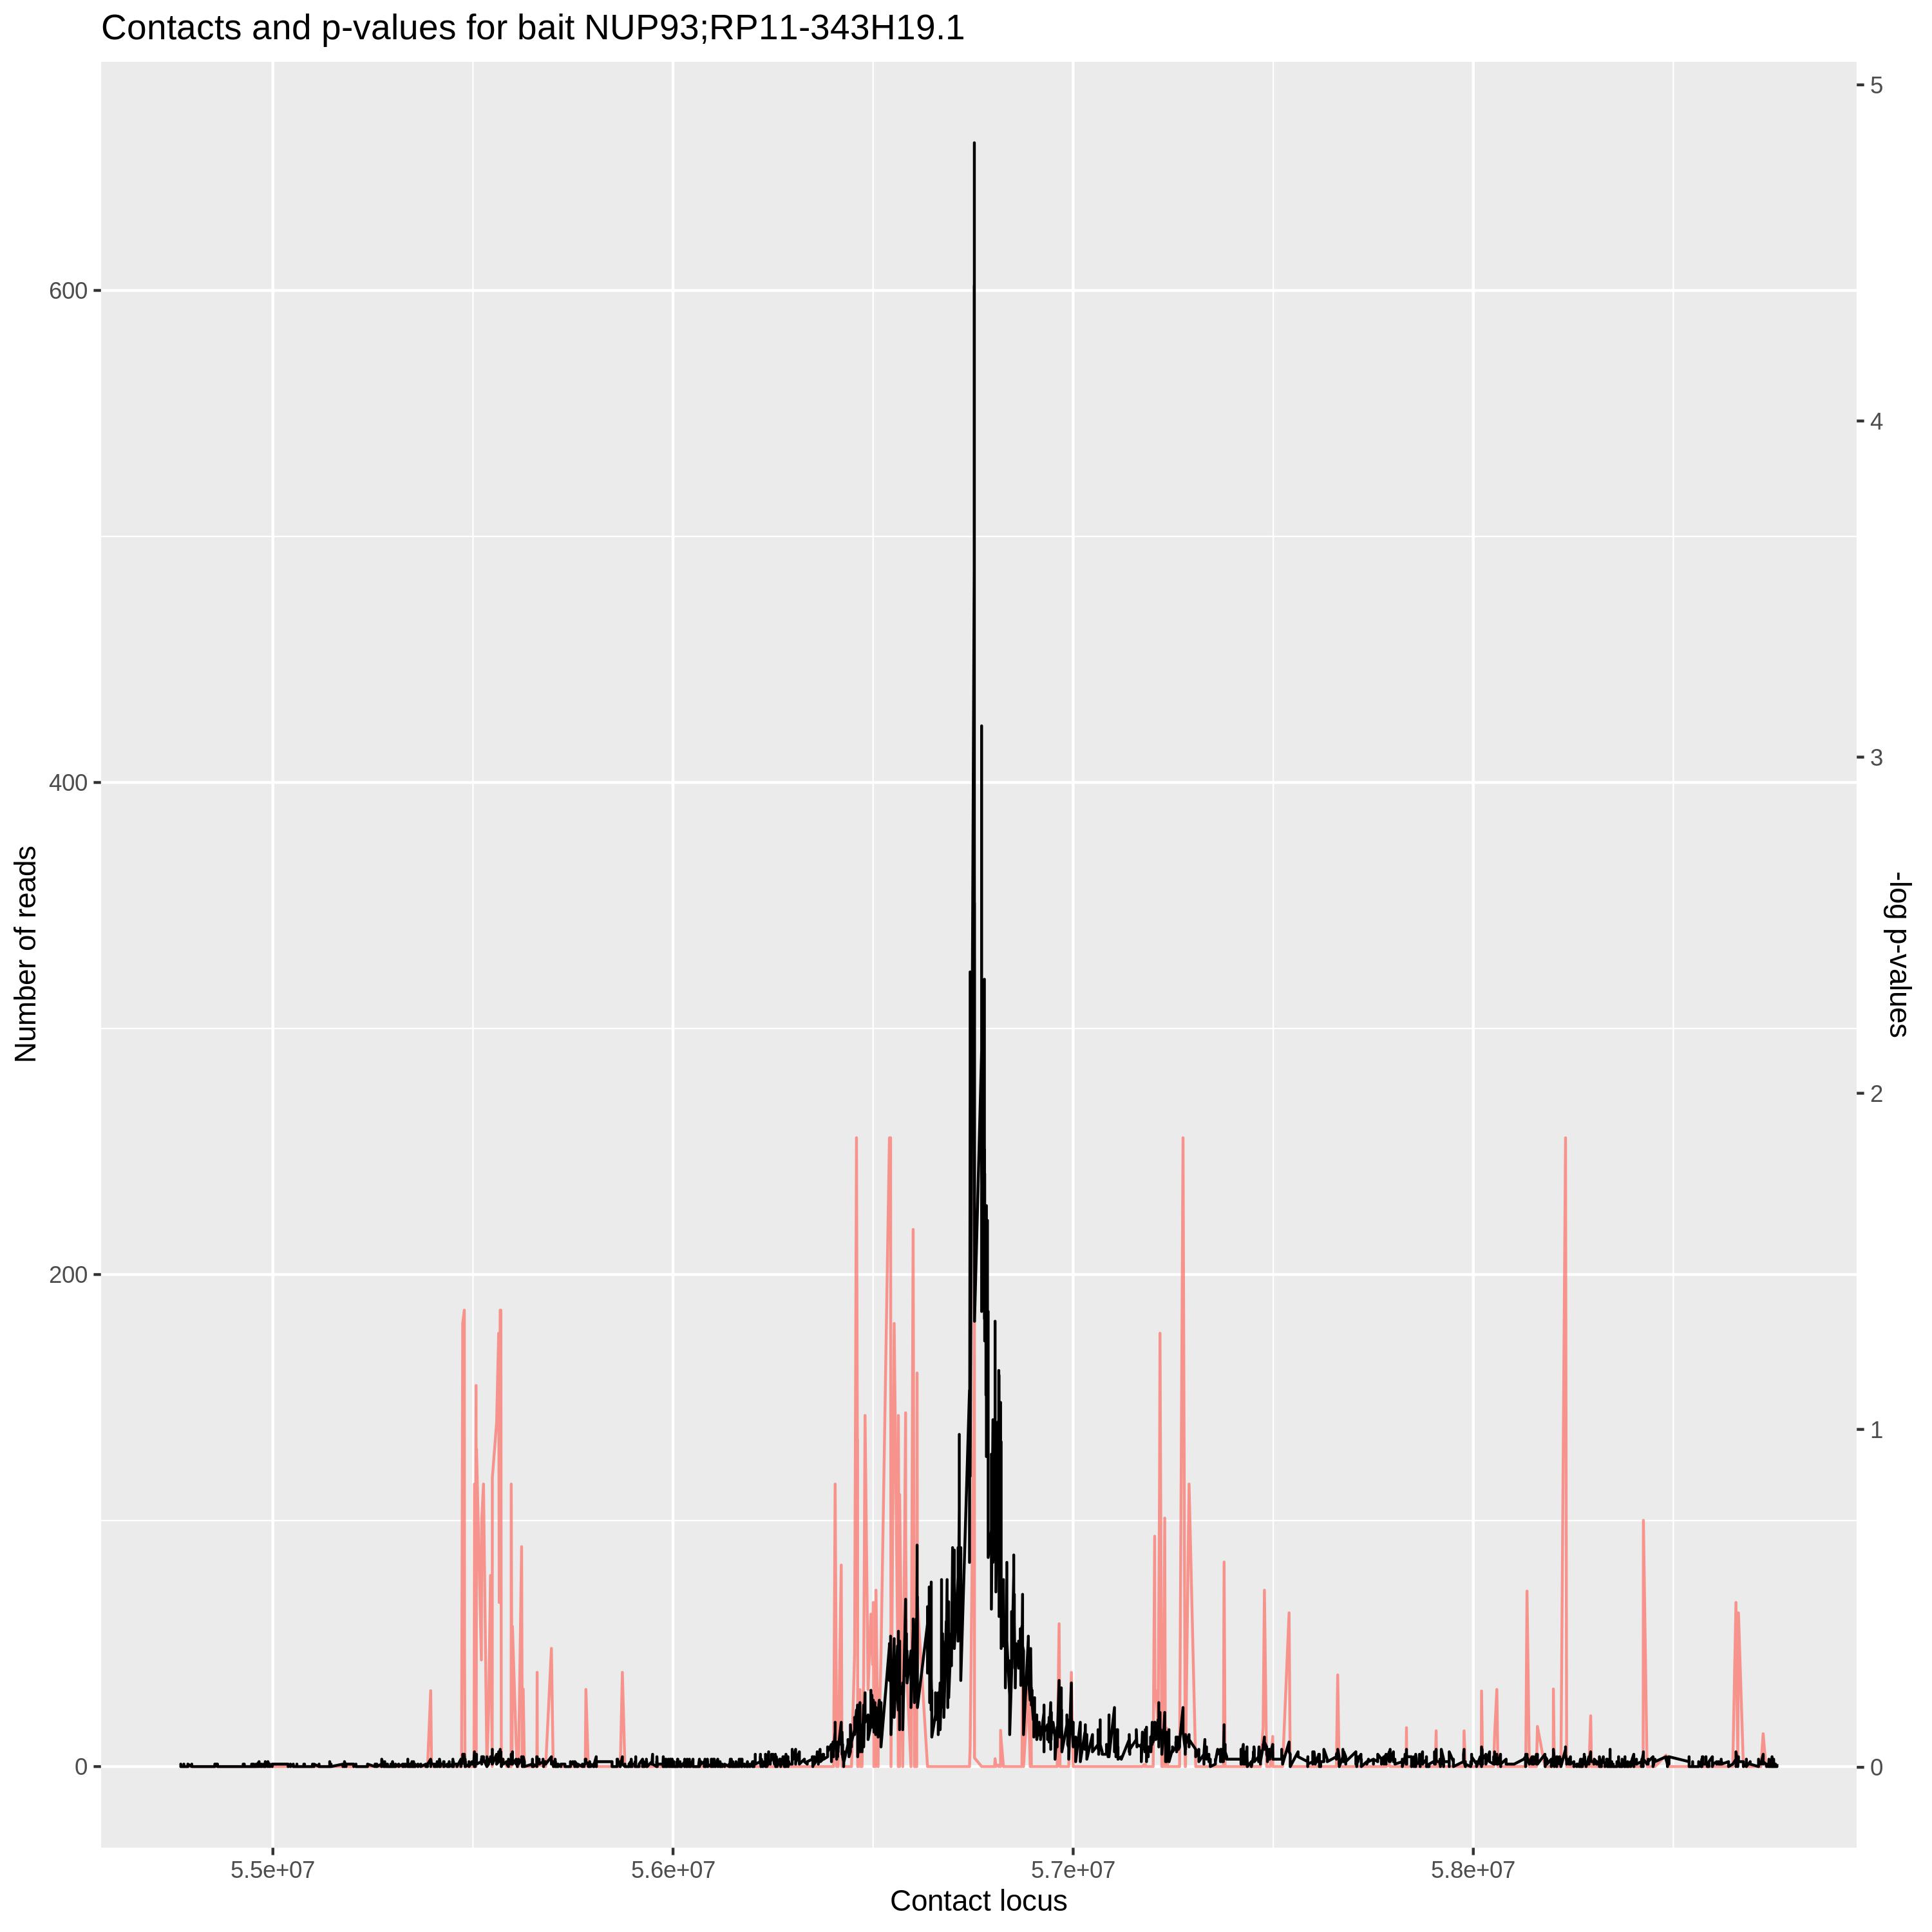 Contacts and p-values for bait NUP93;RP11-343H19.1
5
600
4
400
3
Number of reads
-log p-values
2
200
1
0
0
5.5e+07 5.6e+07 5.7e+07 5.8e+07
Contact locus